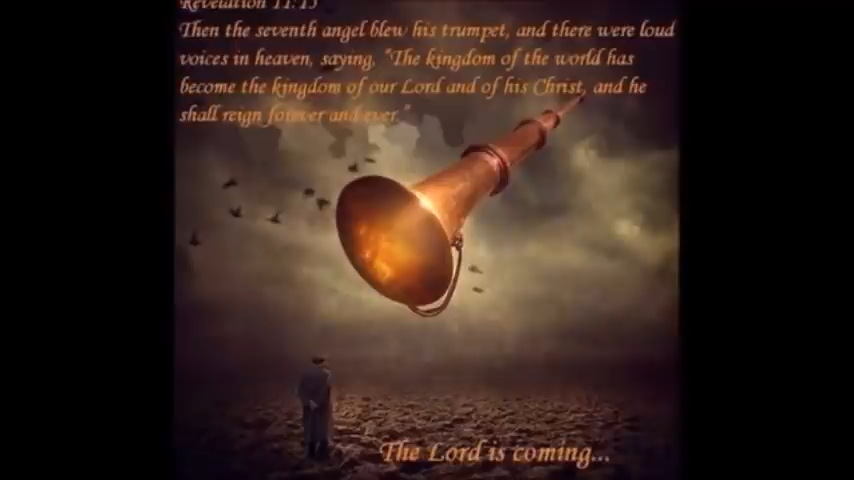 Revelation 11:15
Then the seventh angel blew his trumpet, and there were loud
voices in heaven, saying, "The kingdom of the world has
become the kingdom of our Lord and of his Christ, and he
shall reign forever and ever."
The Lord is coming...